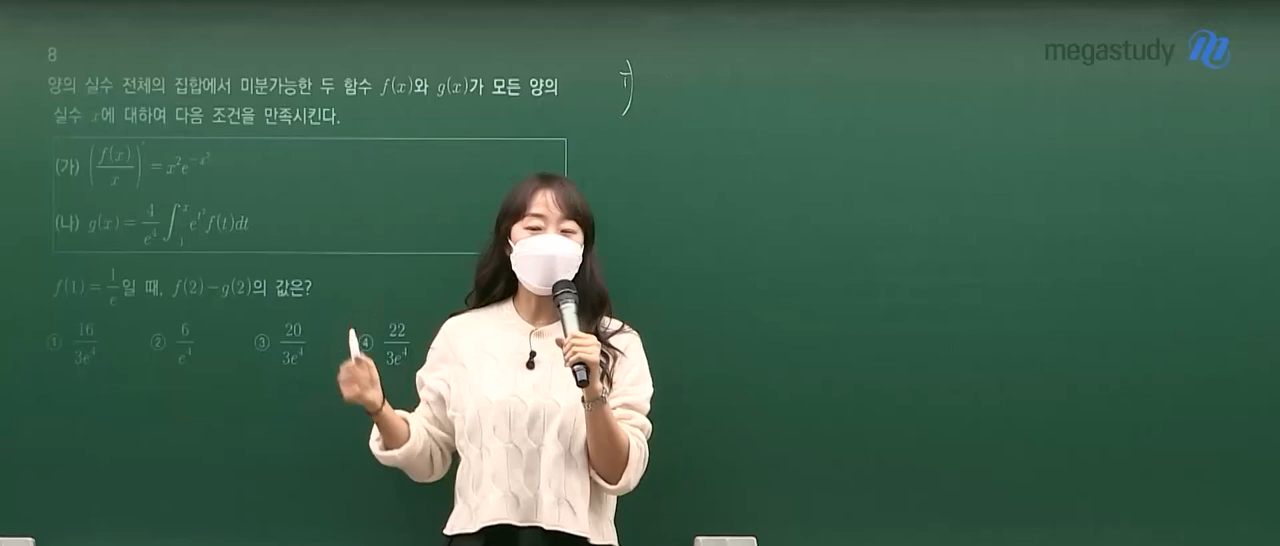 megastudy
8
양의 실수 전체의 집합에서 미분가능한 두 함수 f(x)와 g(x)가 모든 양의
실수 x에 대하여 다음 조건을 만족시킨다.
(가) (f(x)/x)′ = x²e^{-x²}
(나) g(x) = 4/e⁴ ∫₁ˣ e^{t²} f(t)dt
f(1) = 1/e 일 때, f(2)−g(2)의 값은?
① 16/3e⁴ ② 6/e⁴ ③ 20/3e⁴ ④ 22/3e⁴